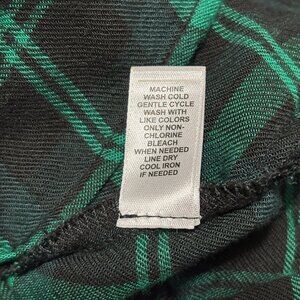 MACHINE
WASH COLD
GENTLE CYCLE
WASH WITH
LIKE COLORS
ONLY NON-
CHLORINE
BLEACH
WHEN NEEDED
LINE DRY
COOL IRON
IF NEEDED